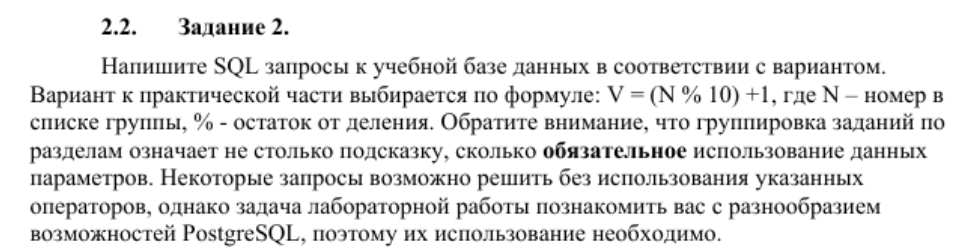 2.2. Задание 2.
Напишите SQL запросы к учебной базе данных в соответствии с вариантом.
Вариант к практической части выбирается по формуле: V = (N % 10) +1, где N – номер в
списке группы, % - остаток от деления. Обратите внимание, что группировка заданий по
разделам означает не столько подсказку, сколько обязательное использование данных
параметров. Некоторые запросы возможно решить без использования указанных
операторов, однако задача лабораторной работы познакомить вас с разнообразием
возможностей PostgreSQL, поэтому их использование необходимо.